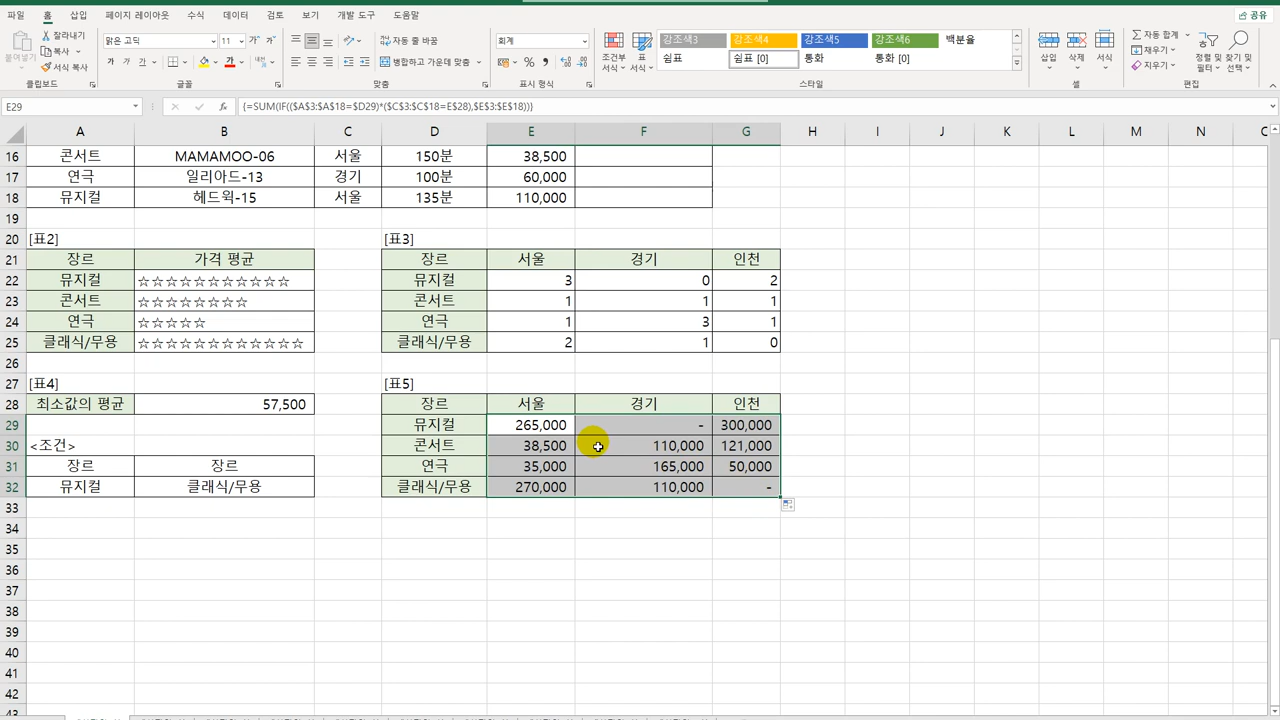 파일 홈 삽입 페이지 레이아웃 수식 데이터 검토 보기 개발 도구 도움말 공유
붙여넣기 잘라내기 맑은 고딕 11 가 가 자동 줄 바꿈 회계 조건부 서식 표 서식 강조색3 강조색4 강조색5 강조색6 백분율 삽입 삭제 서식 자동 합계 정렬 및 필터 찾기 및 선택
복사 가 가 가 가 병합하고 가운데 맞춤 % 쉼표 쉼표 [0] 통화 통화 [0] 채우기
서식 복사 지우기
클립보드 글꼴 맞춤 표시 형식 스타일 셀 편집
E29 fx {=SUM(IF(($A$3:$A$18=$D29)*($C$3:$C$18=E$28),$E$3:$E$18))}
A B C D E F G H I J K L M N
16 콘서트 MAMAMOO-06 서울 150분 38,500
17 연극 일리아드-13 경기 100분 60,000
18 뮤지컬 헤드윅-15 서울 135분 110,000
19
20 [표2] [표3]
21 장르 가격 평균 장르 서울 경기 인천
22 뮤지컬 ☆☆☆☆☆☆☆☆☆☆☆ 뮤지컬 3 0 2
23 콘서트 ☆☆☆☆☆☆☆☆ 콘서트 1 1 1
24 연극 ☆☆☆☆☆ 연극 1 3 1
25 클래식/무용 ☆☆☆☆☆☆☆☆☆☆☆☆ 클래식/무용 2 1 0
26
27 [표4] [표5]
28 최소값의 평균 57,500 장르 서울 경기 인천
29 뮤지컬 265,000 - 300,000
30 <조건> 콘서트 38,500 110,000 121,000
31 장르 장르 연극 35,000 165,000 50,000
32 뮤지컬 클래식/무용 클래식/무용 270,000 110,000 -
33
34
35
36
37
38
39
40
41
42